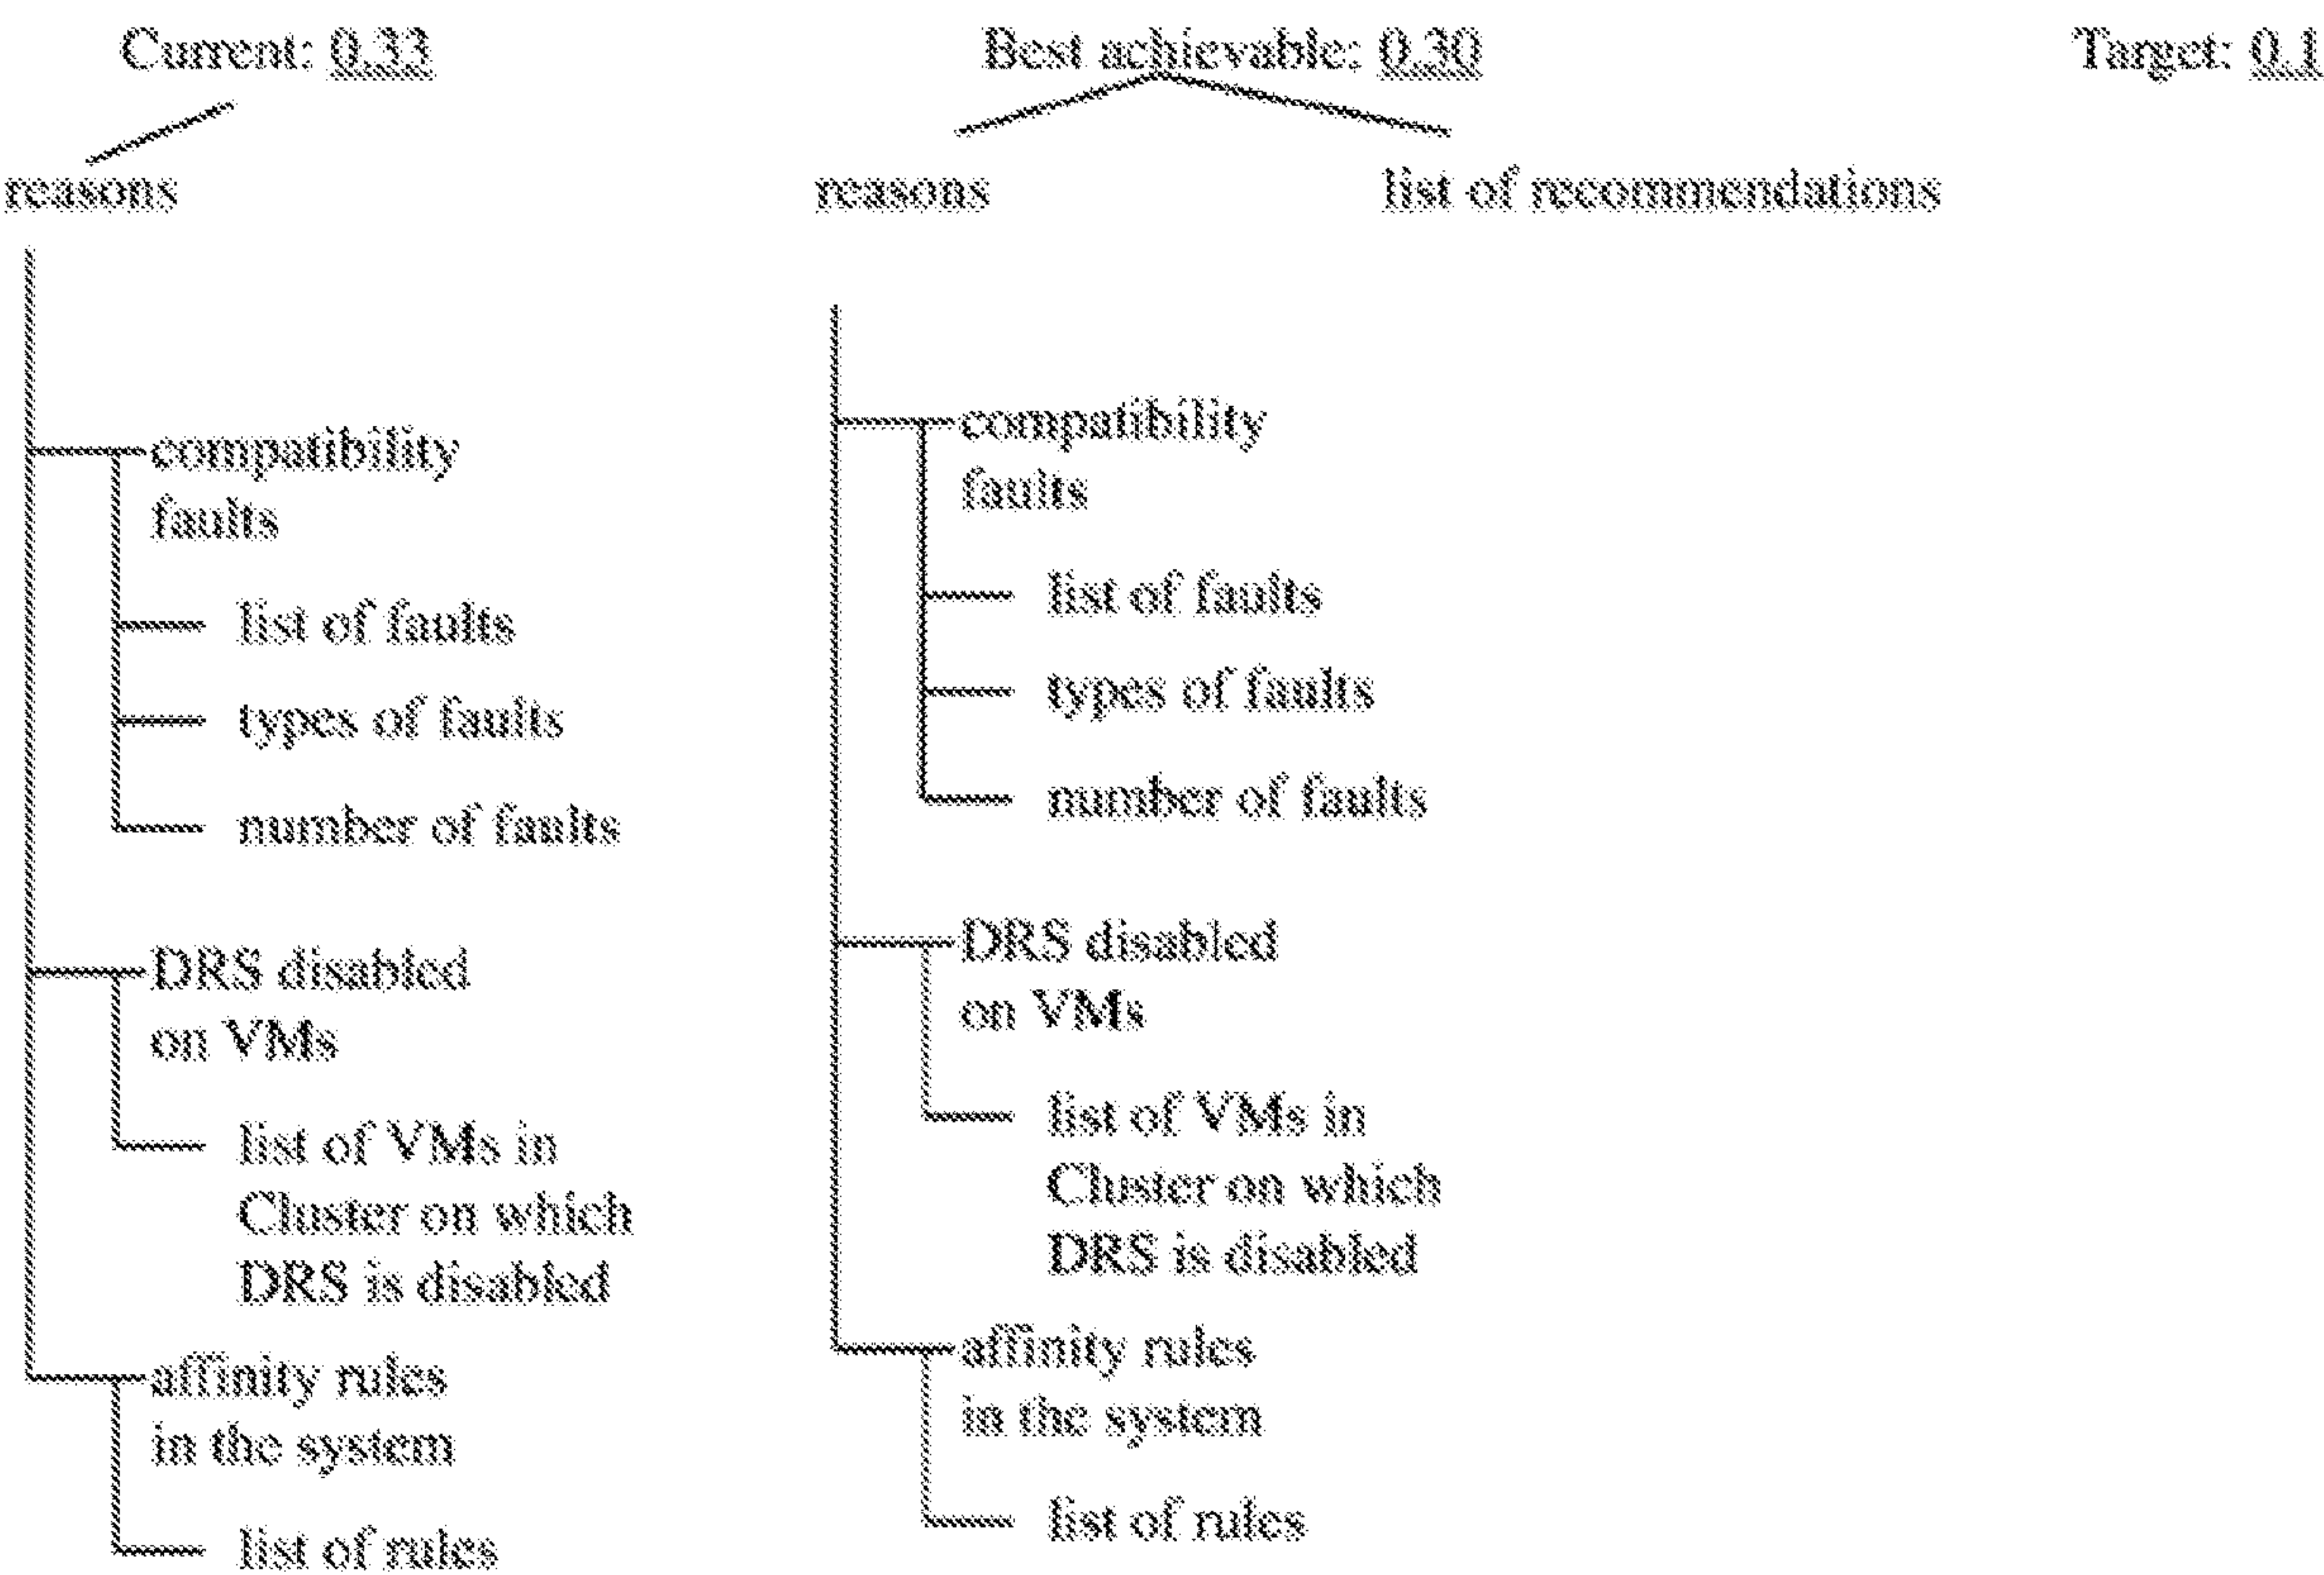 Current: 0.33
reasons
compatibility
faults
list of faults
types of faults
number of faults
DRS disabled
on VMs
list of VMs in
Cluster on which
DRS is disabled
affinity rules
in the system
list of rules
Best achievable: 0.30
reasons
list of recommendations
compatibility
faults
list of faults
types of faults
number of faults
DRS disabled
on VMs
list of VMs in
Cluster on which
DRS is disabled
affinity rules
in the system
list of rules
Target: 0.1